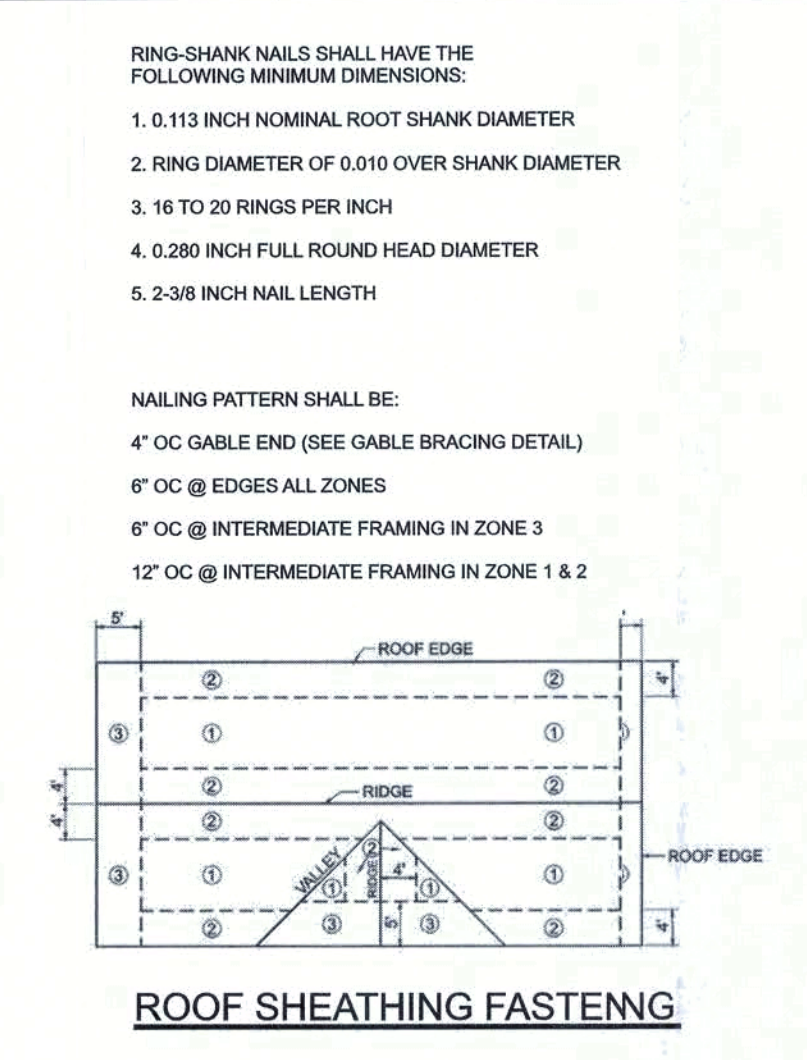 RING-SHANK NAILS SHALL HAVE THE
FOLLOWING MINIMUM DIMENSIONS:
1. 0.113 INCH NOMINAL ROOT SHANK DIAMETER
2. RING DIAMETER OF 0.010 OVER SHANK DIAMETER
3. 16 TO 20 RINGS PER INCH
4. 0.280 INCH FULL ROUND HEAD DIAMETER
5. 2-3/8 INCH NAIL LENGTH
NAILING PATTERN SHALL BE:
4" OC GABLE END (SEE GABLE BRACING DETAIL)
6" OC @ EDGES ALL ZONES
6" OC @ INTERMEDIATE FRAMING IN ZONE 3
12" OC @ INTERMEDIATE FRAMING IN ZONE 1 & 2
5'
ROOF EDGE
2 2 4'
3 1 1
4' 2 2
RIDGE
4' 2 2
VALLEY 2 RIDGE 4"
ROOF EDGE
3 1 1 1 1
2 3 5' 3 2 4'
ROOF SHEATHING FASTENNG